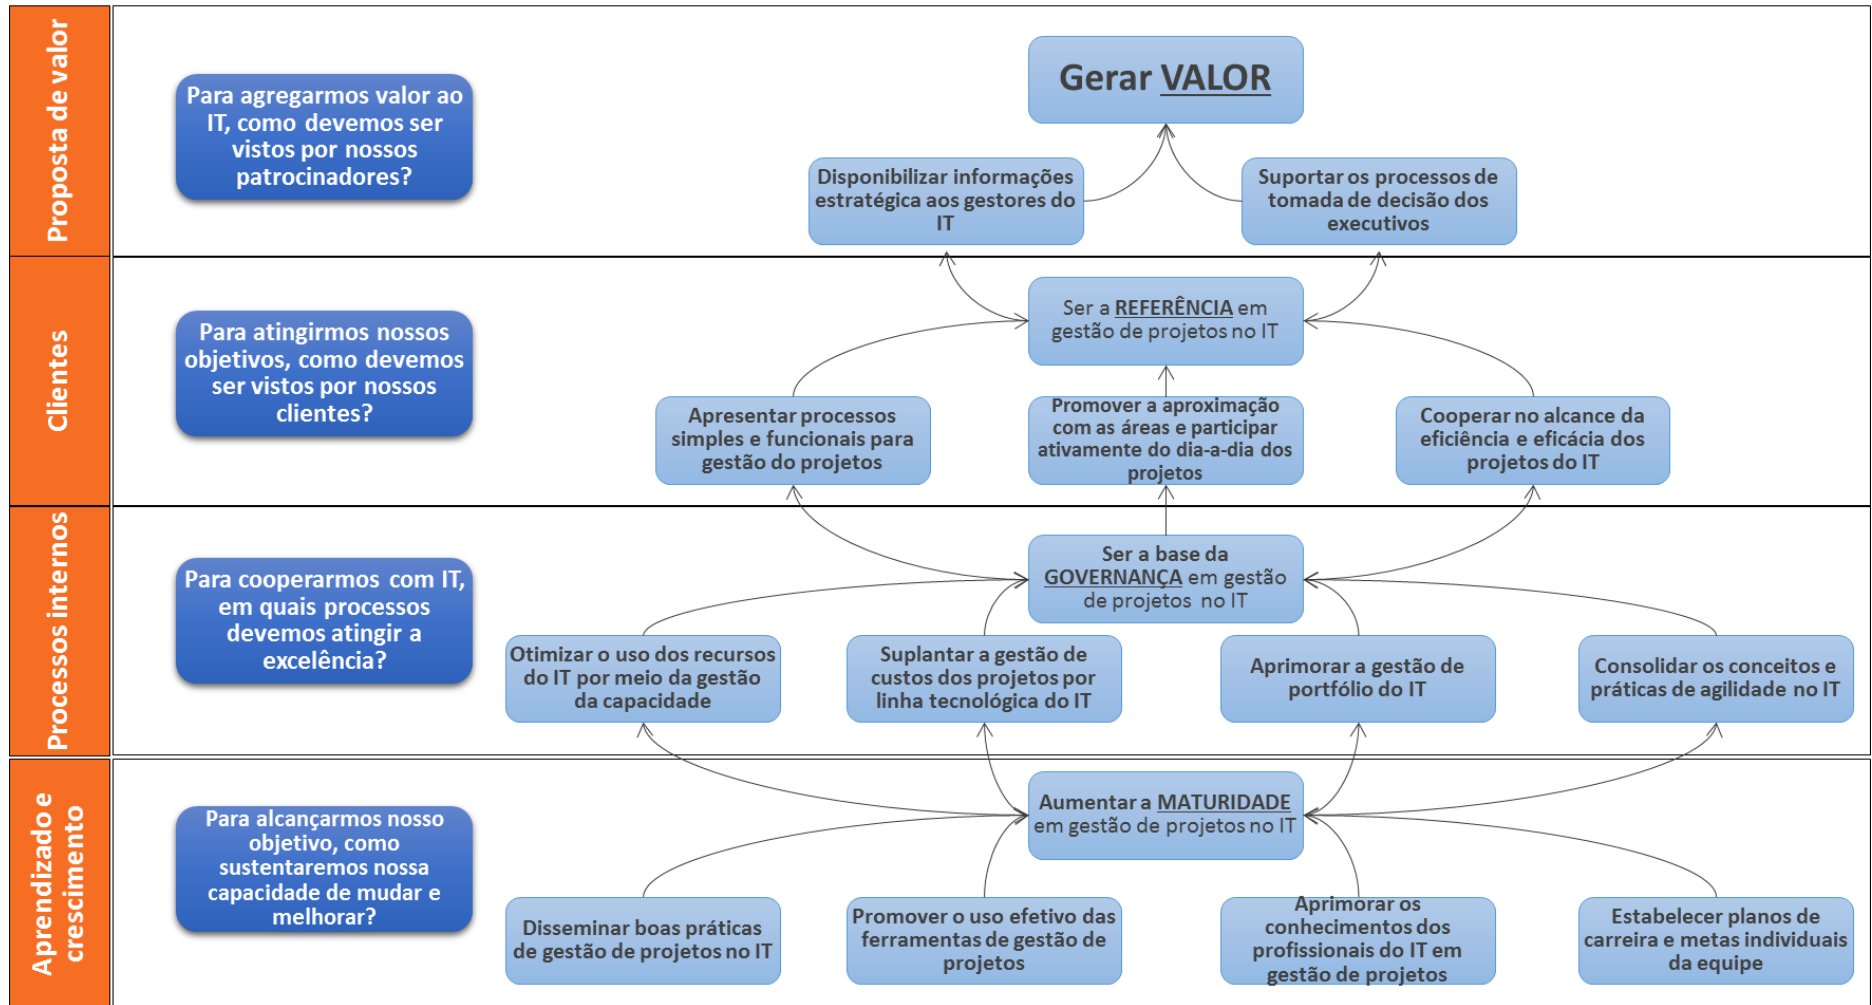 Proposta de valor
Para agregarmos valor ao
IT, como devemos ser
vistos por nossos
patrocinadores?
Gerar VALOR
Disponibilizar informações
estratégica aos gestores do
IT
Suportar os processos de
tomada de decisão dos
executivos
Clientes
Para atingirmos nossos
objetivos, como devemos
ser vistos por nossos
clientes?
Ser a REFERÊNCIA em
gestão de projetos no IT
Apresentar processos
simples e funcionais para
gestão do projetos
Promover a aproximação
com as áreas e participar
ativamente do dia-a-dia dos
projetos
Cooperar no alcance da
eficiência e eficácia dos
projetos do IT
Processos internos
Para cooperarmos com IT,
em quais processos
devemos atingir a
excelência?
Ser a base da
GOVERNANÇA em gestão
de projetos no IT
Otimizar o uso dos recursos
do IT por meio da gestão
da capacidade
Suplantar a gestão de
custos dos projetos por
linha tecnológica do IT
Aprimorar a gestão de
portfólio do IT
Consolidar os conceitos e
práticas de agilidade no IT
Aprendizado e
crescimento
Para alcançarmos nosso
objetivo, como
sustentaremos nossa
capacidade de mudar e
melhorar?
Aumentar a MATURIDADE
em gestão de projetos no IT
Disseminar boas práticas
de gestão de projetos no IT
Promover o uso efetivo das
ferramentas de gestão de
projetos
Aprimorar os
conhecimentos dos
profissionais do IT em
gestão de projetos
Estabelecer planos de
carreira e metas individuais
da equipe